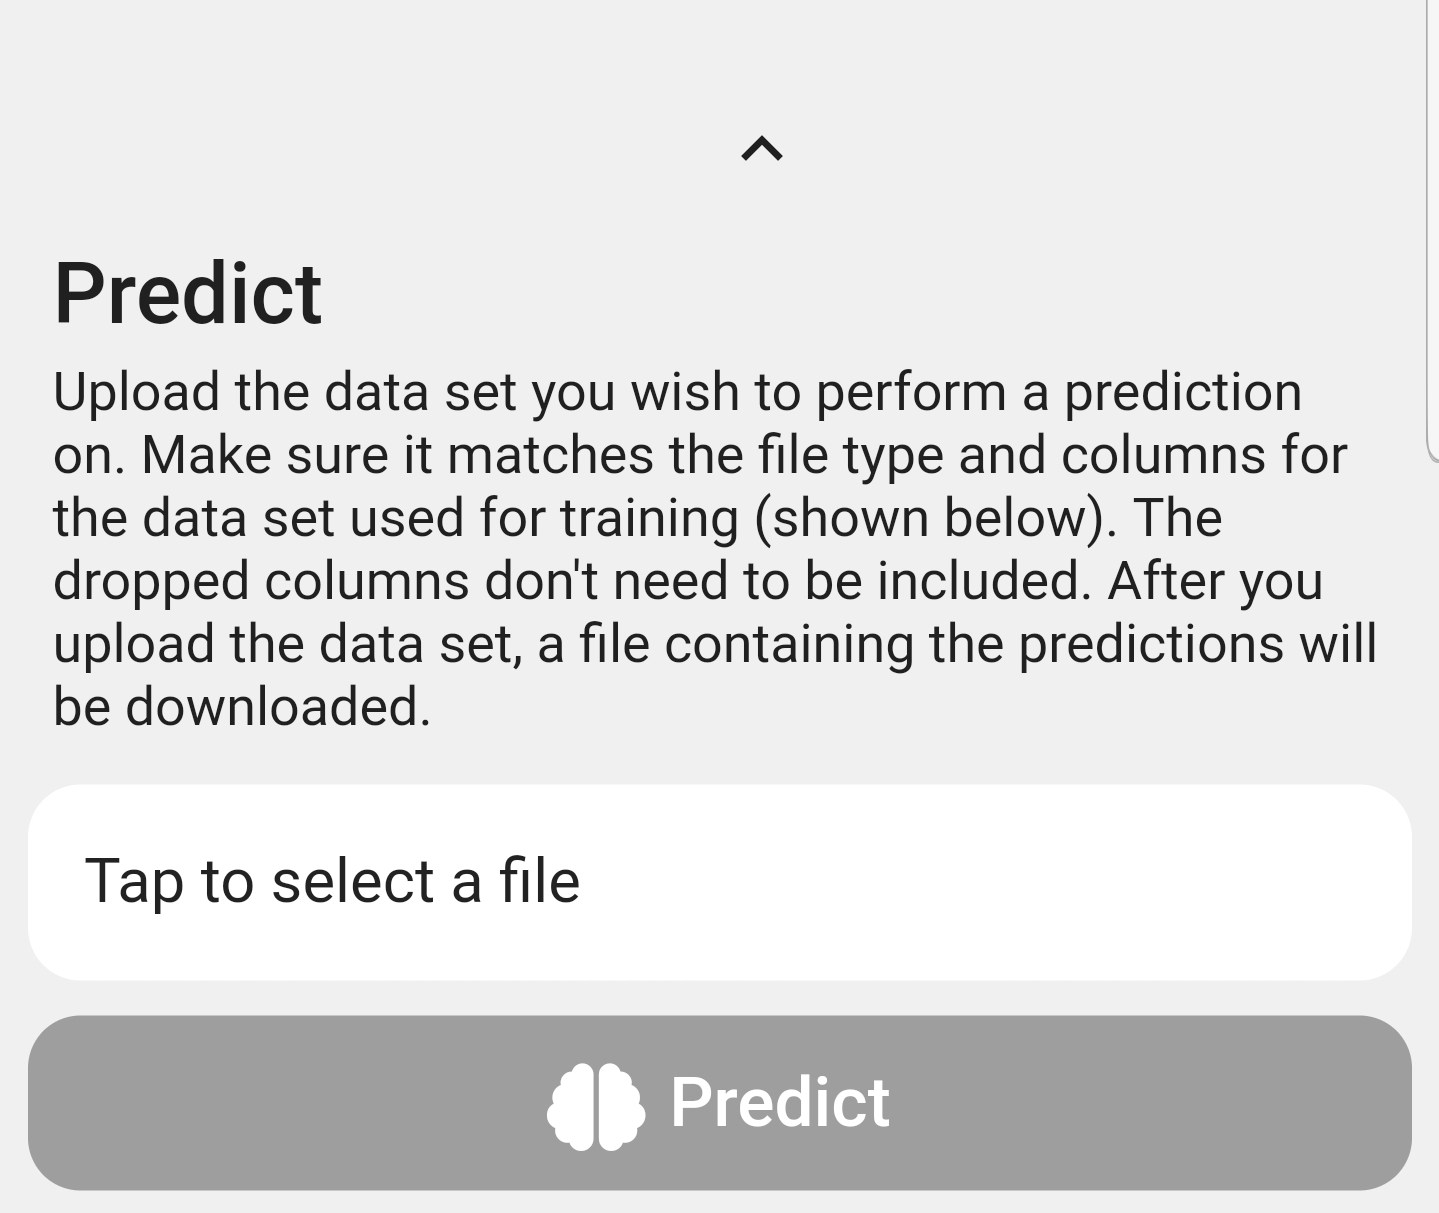 Predict
Upload the data set you wish to perform a prediction
on. Make sure it matches the file type and columns for
the data set used for training (shown below). The
dropped columns don't need to be included. After you
upload the data set, a file containing the predictions will
be downloaded.
Tap to select a file
Predict